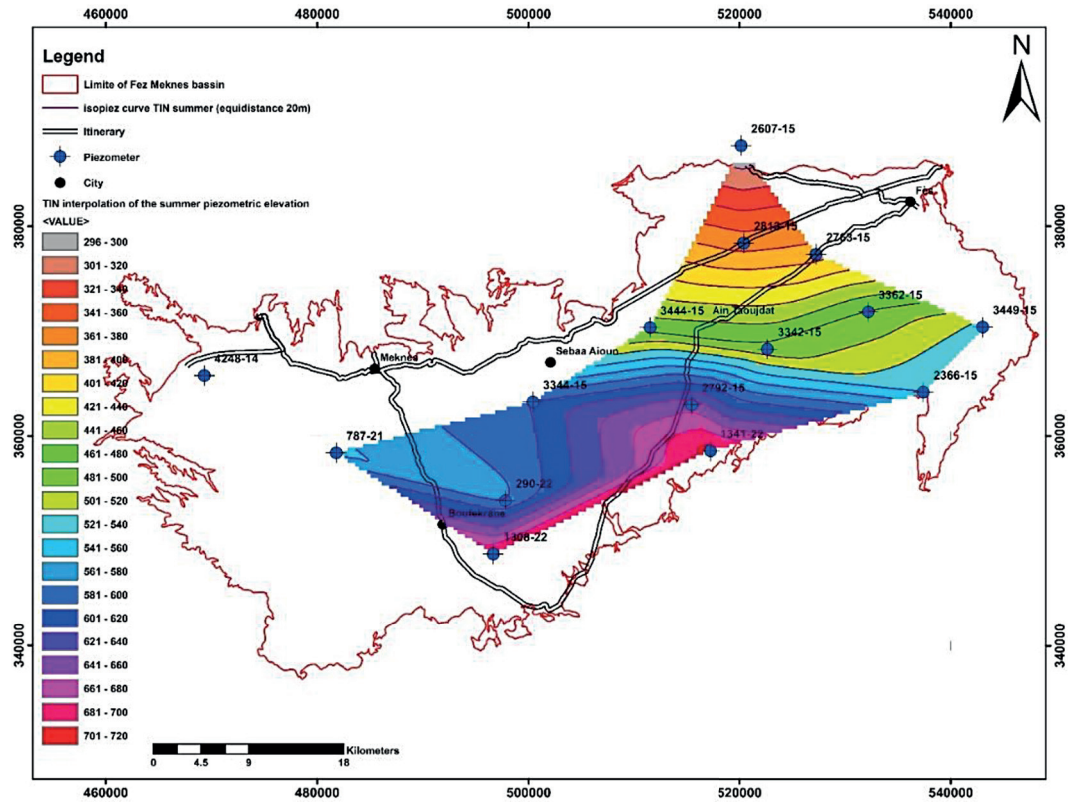 460000 480000 500000 520000 540000
N
Legend
Limite of Fez Meknes bassin
isopiez curve TIN summer (equidistance 20m)
Itinerary
Piezometer
City
TIN interpolation of the summer piezometric elevation
<VALUE>
296 - 300
301 - 320
321 - 340
341 - 360
361 - 380
381 - 400
401 - 420
421 - 440
441 - 460
461 - 480
481 - 500
501 - 520
521 - 540
541 - 560
561 - 580
581 - 600
601 - 620
621 - 640
641 - 660
661 - 680
681 - 700
701 - 720
2607-15
Fès
2813-15
2763-15
3362-15
3444-15
Ain Taoujdat
3449-15
3342-15
Sebaa Aioun
Meknes
4248-14
2366-15
3344-15
2792-15
787-21
1341-22
290-22
Boufekrane
1308-22
380000
360000
340000
380000
360000
340000
Kilometers
0 4.5 9 18
460000 480000 500000 520000 540000